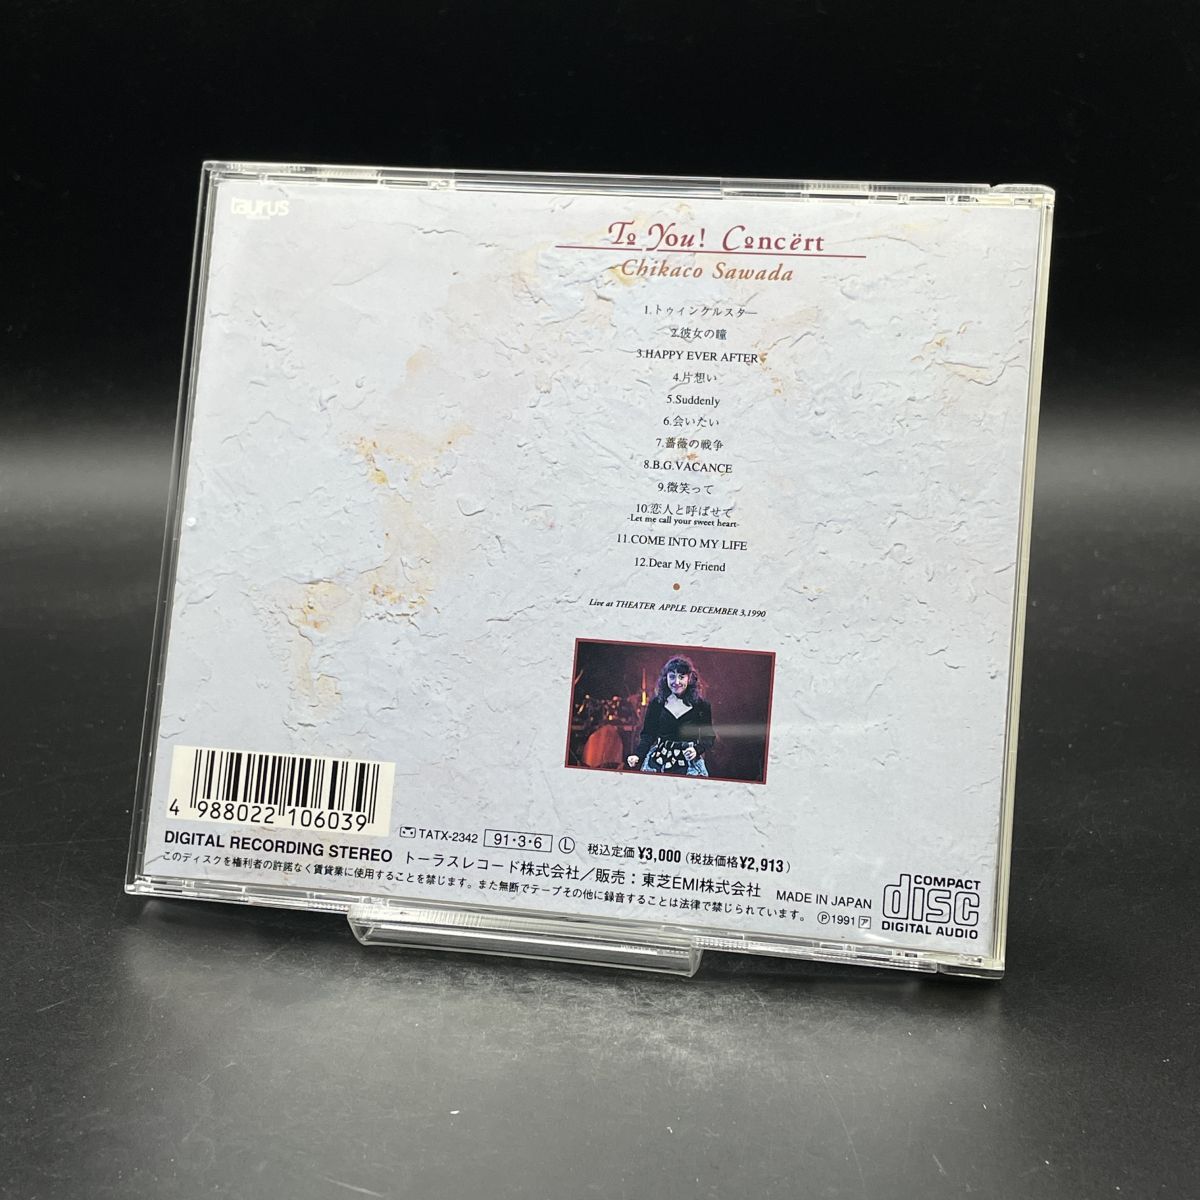 taurus
To You! Concërt
Chikaco Sawada
1.トゥインクルスター
2.彼女の瞳
3.HAPPY EVER AFTER
4.片想い
5.Suddenly
6.会いたい
7.薔薇の戦争
8.B.G.VACANCE
9.微笑って
10.恋人と呼ばせて
-Let me call your sweet heart-
11.COME INTO MY LIFE
12.Dear My Friend
Live at THEATER APPLE. DECEMBER 3,1990
4 988022 106039
DIGITAL RECORDING STEREO
TATX-2342 91・3・6 L 税込定価¥3,000(税抜価格¥2,913)
トーラスレコード株式会社/販売:東芝EMI株式会社 MADE IN JAPAN
このディスクを権利者の許諾なく賃貸業に使用することを禁じます。また無断でテープその他に録音することは法律で禁じられています。 Ⓟ1991 ア
COMPACT
disc
DIGITAL AUDIO